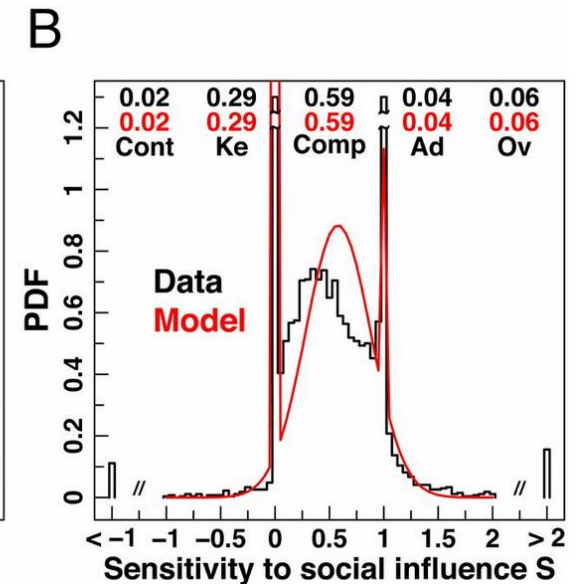 B
0.02 0.29 0.59 0.04 0.06
0.02 0.29 0.59 0.04 0.06
Cont Ke Comp Ad Ov
Data
Model
PDF
1.2
1
0.8
0.6
0.4
0.2
0
< −1 // −1 −0.5 0 0.5 1 1.5 2 // > 2
Sensitivity to social influence S